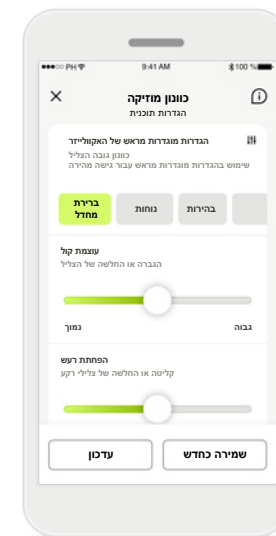 PH
9:41 AM
100 %
כוונון מוזיקה
הגדרות תוכנית
הגדרות מוגדרות מראש של האקוולייזר
כוונון גובה הצליל
שימוש בהגדרות מוגדרות מראש עבור גישה מהירה
ברירת מחדל
נוחות
בהירות
עוצמת קול
הגברה או החלשה של הצליל
נמוך
גבוה
הפחתת רעש
קליטה או החלשה של צלילי רקע
עדכון
שמירה כחדש